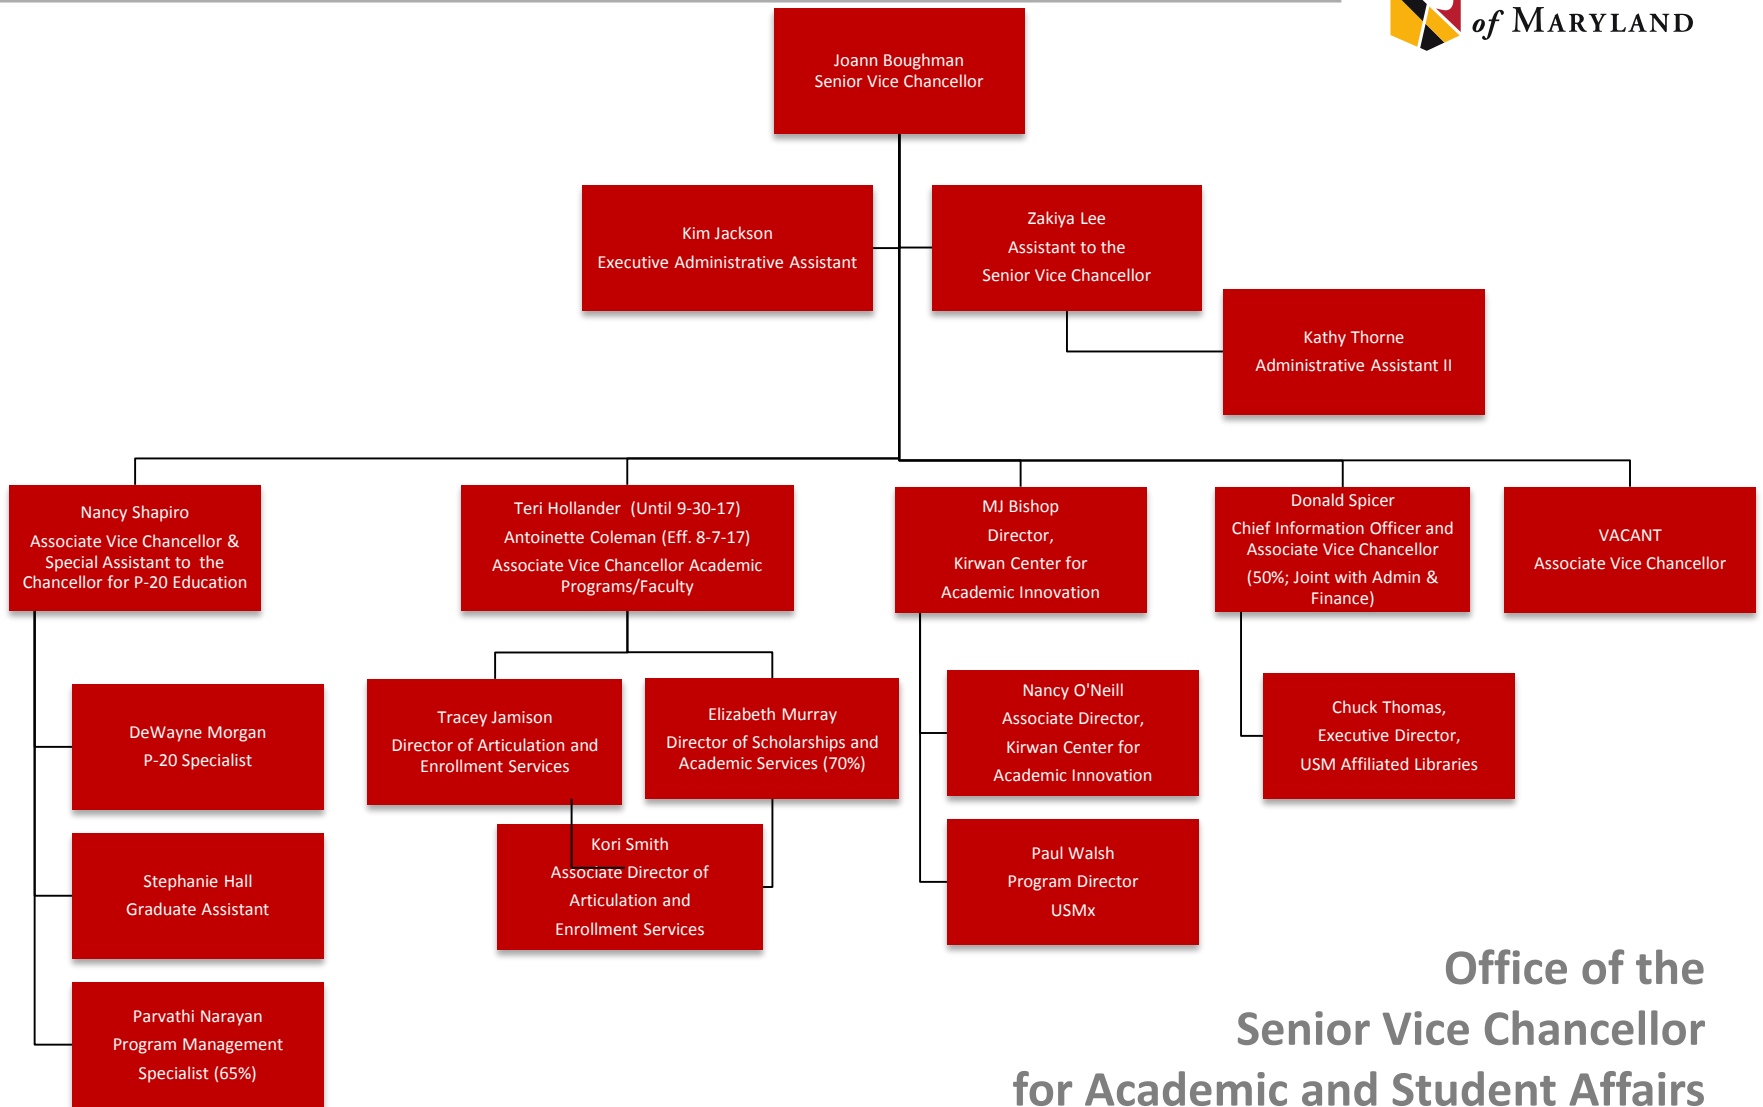 of MARYLAND
Joann Boughman
Senior Vice Chancellor
Kim Jackson
Executive Administrative Assistant
Zakiya Lee
Assistant to the
Senior Vice Chancellor
Kathy Thorne
Administrative Assistant II
Nancy Shapiro
Associate Vice Chancellor &
Special Assistant to the
Chancellor for P-20 Education
Teri Hollander (Until 9-30-17)
Antoinette Coleman (Eff. 8-7-17)
Associate Vice Chancellor Academic
Programs/Faculty
MJ Bishop
Director,
Kirwan Center for
Academic Innovation
Donald Spicer
Chief Information Officer and
Associate Vice Chancellor
(50%; Joint with Admin &
Finance)
VACANT
Associate Vice Chancellor
DeWayne Morgan
P-20 Specialist
Stephanie Hall
Graduate Assistant
Parvathi Narayan
Program Management
Specialist (65%)
Tracey Jamison
Director of Articulation and
Enrollment Services
Elizabeth Murray
Director of Scholarships and
Academic Services (70%)
Kori Smith
Associate Director of
Articulation and
Enrollment Services
Nancy O'Neill
Associate Director,
Kirwan Center for
Academic Innovation
Paul Walsh
Program Director
USMx
Chuck Thomas,
Executive Director,
USM Affiliated Libraries
Office of the
Senior Vice Chancellor
for Academic and Student Affairs